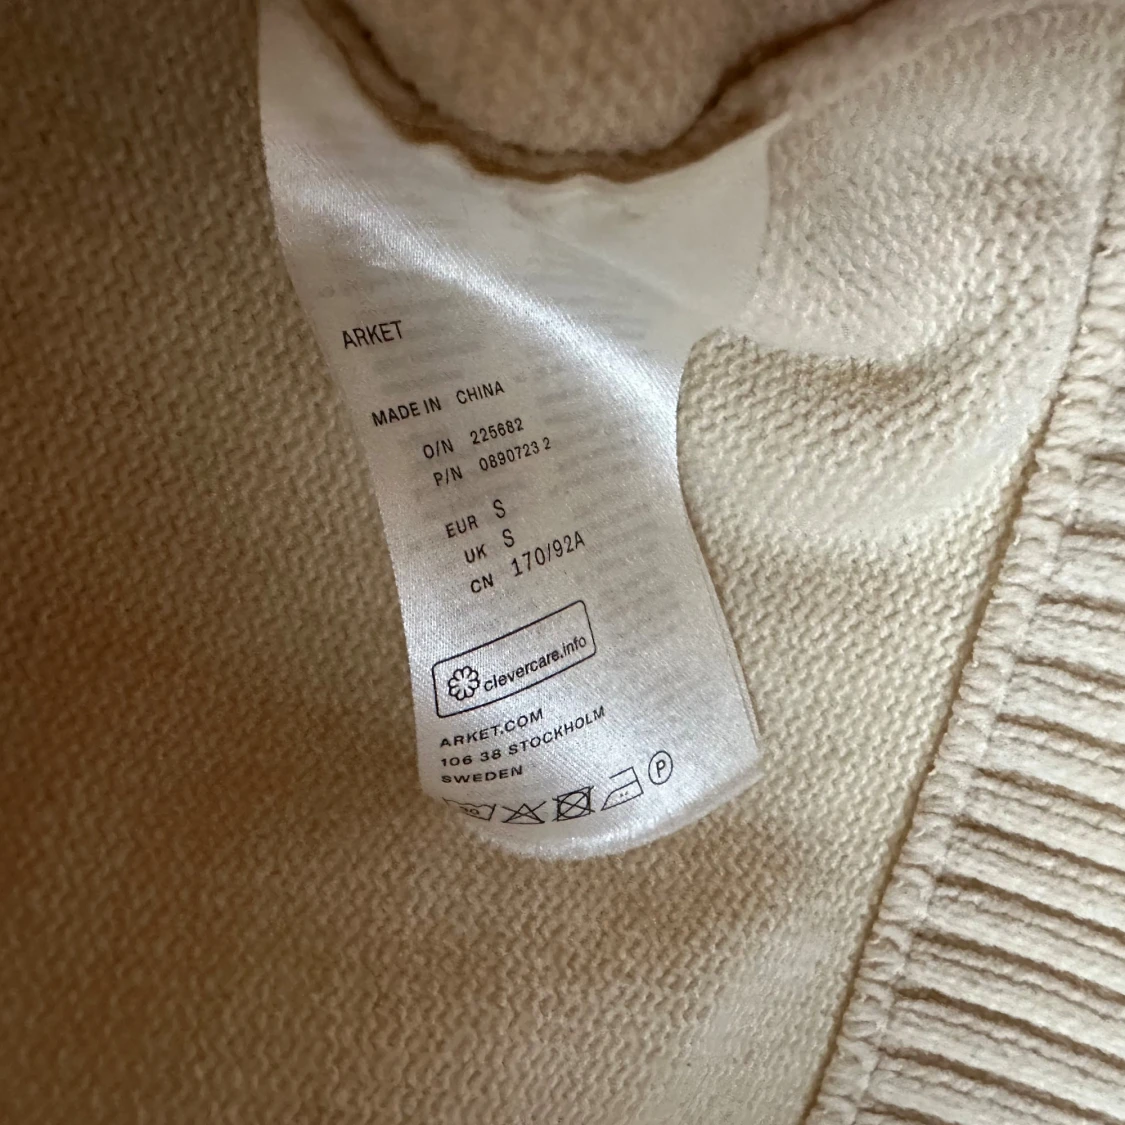 ARKET
MADE IN CHINA
O/N 225682
P/N 0890723 2
EUR S
UK S
CN 170/92A
clevercare.info
ARKET.COM
106 38 STOCKHOLM
SWEDEN
P